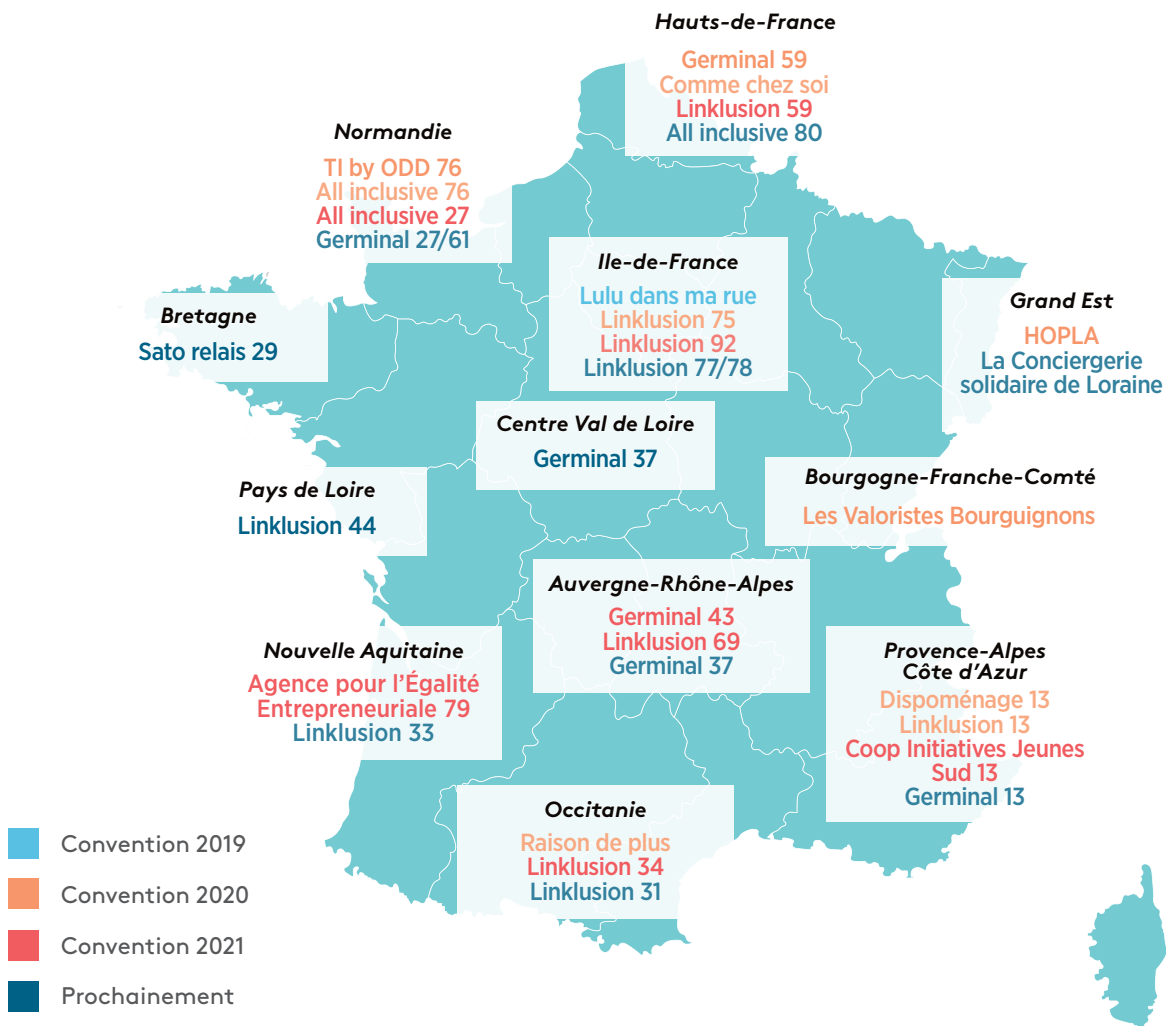 Hauts-de-France
Germinal 59
Comme chez soi
Linklusion 59
All inclusive 80
Normandie
TI by ODD 76
All inclusive 76
All inclusive 27
Germinal 27/61
Ile-de-France
Lulu dans ma rue
Linklusion 75
Linklusion 92
Linklusion 77/78
Grand Est
HOPLA
La Conciergerie
solidaire de Loraine
Bretagne
Sato relais 29
Centre Val de Loire
Germinal 37
Pays de Loire
Linklusion 44
Bourgogne-Franche-Comté
Les Valoristes Bourguignons
Auvergne-Rhône-Alpes
Germinal 43
Linklusion 69
Germinal 37
Nouvelle Aquitaine
Agence pour l'Égalité
Entrepreneuriale 79
Linklusion 33
Provence-Alpes
Côte d'Azur
Dispoménage 13
Linklusion 13
Coop Initiatives Jeunes
Sud 13
Germinal 13
Occitanie
Raison de plus
Linklusion 34
Linklusion 31
Convention 2019
Convention 2020
Convention 2021
Prochainement